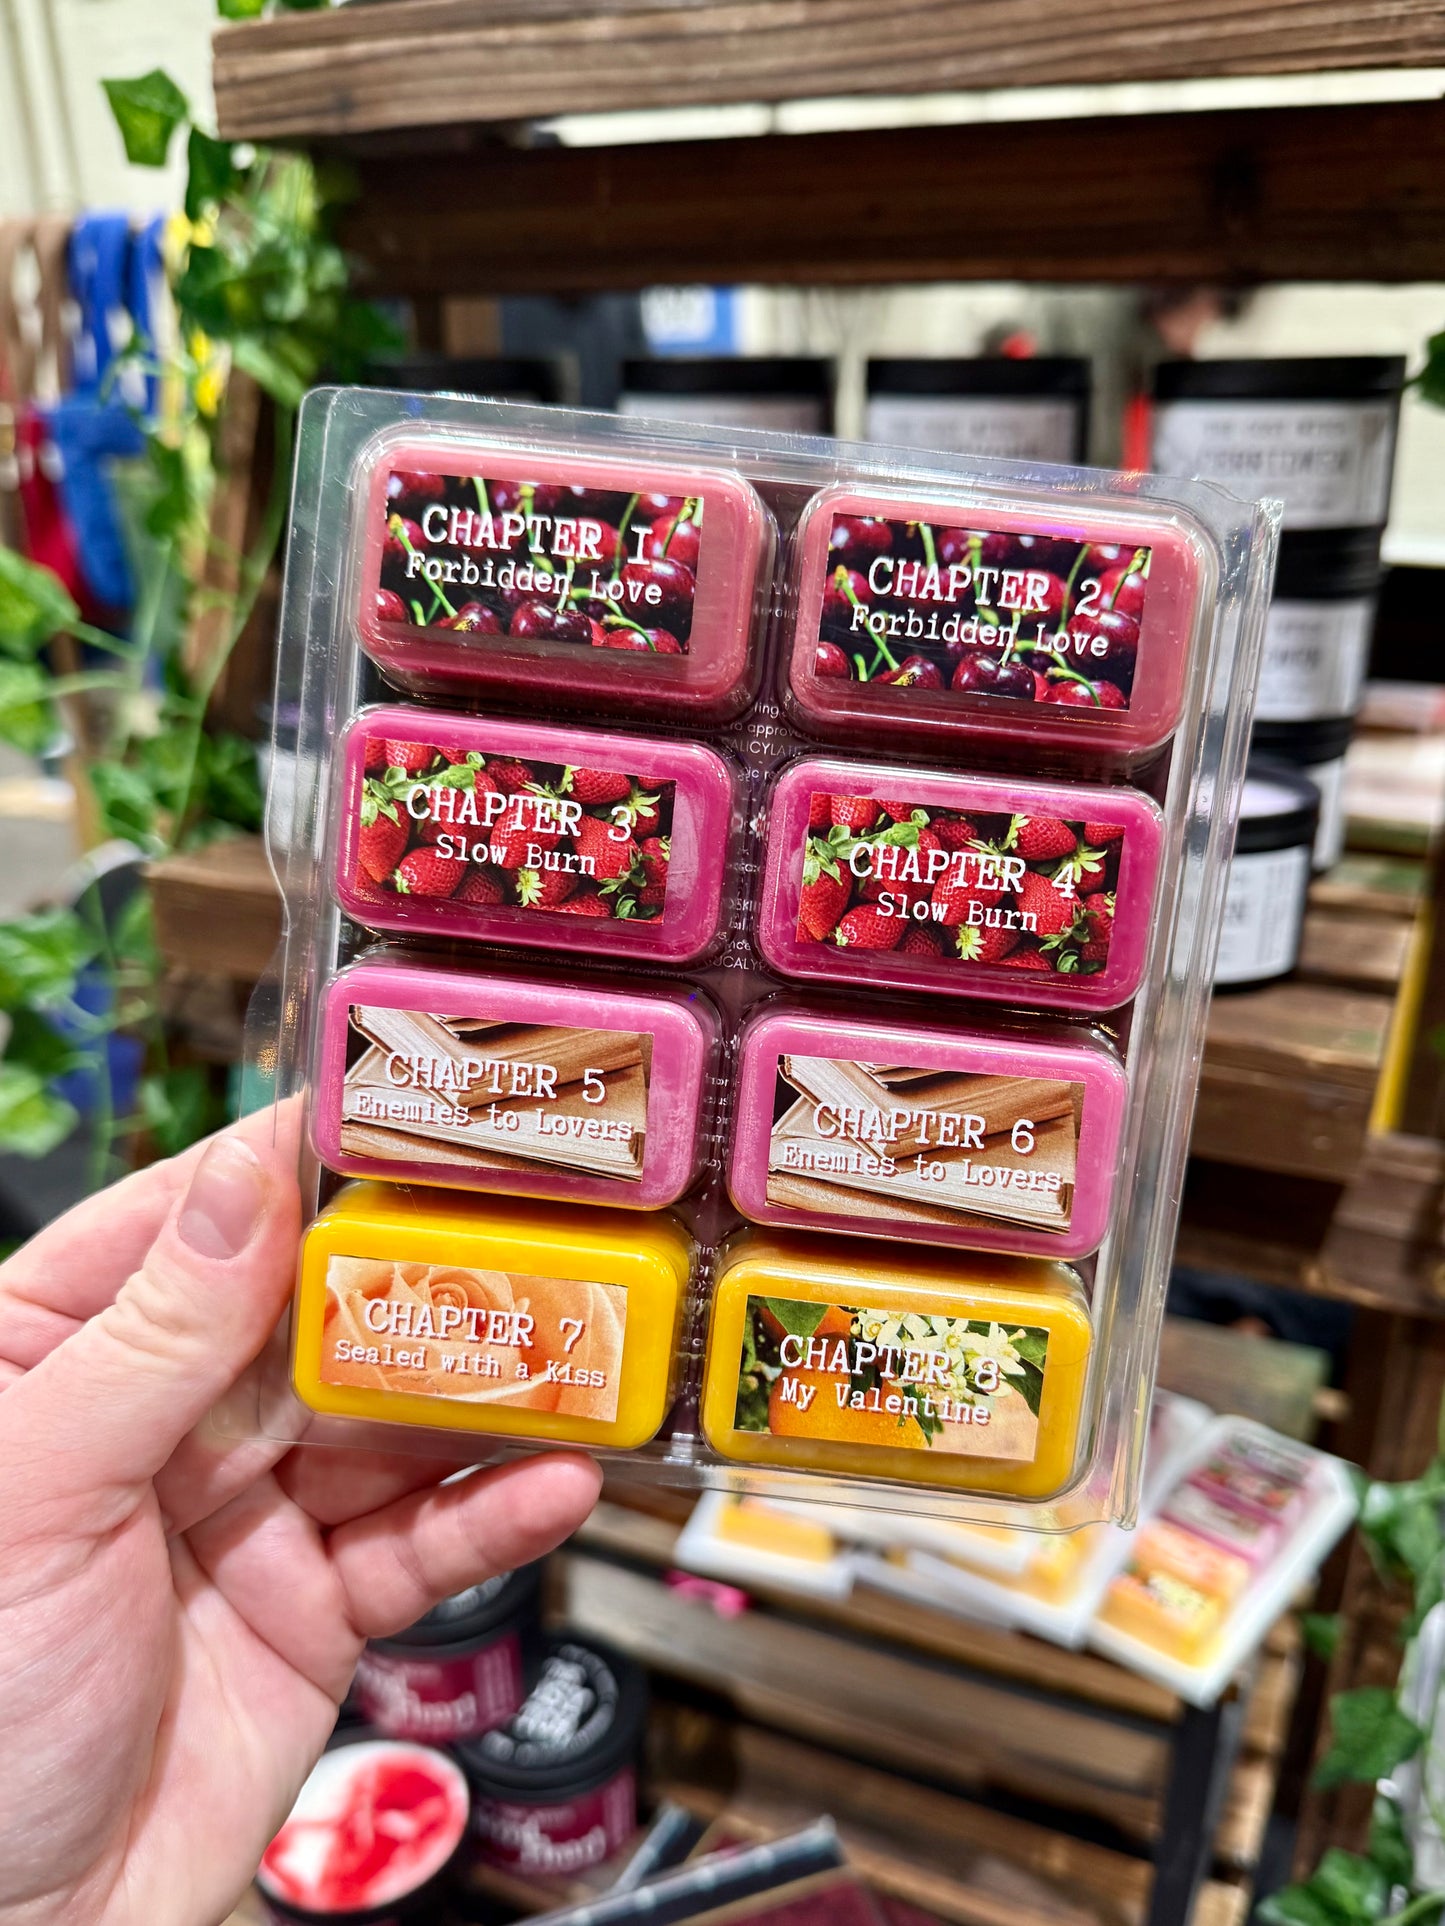 CHAPTER 1
Forbidden Love
CHAPTER 2
Forbidden Love
CHAPTER 3
Slow Burn
CHAPTER 4
Slow Burn
CHAPTER 5
Enemies to Lovers
CHAPTER 6
Enemies to Lovers
CHAPTER 7
Sealed with a Kiss
CHAPTER 8
My Valentine